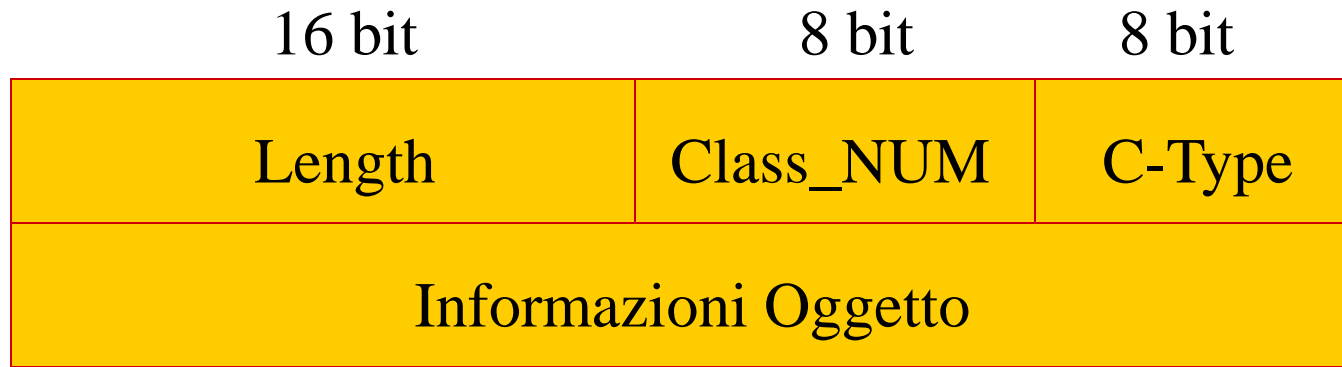 16 bit 8 bit 8 bit
Length Class_NUM C-Type
Informazioni Oggetto